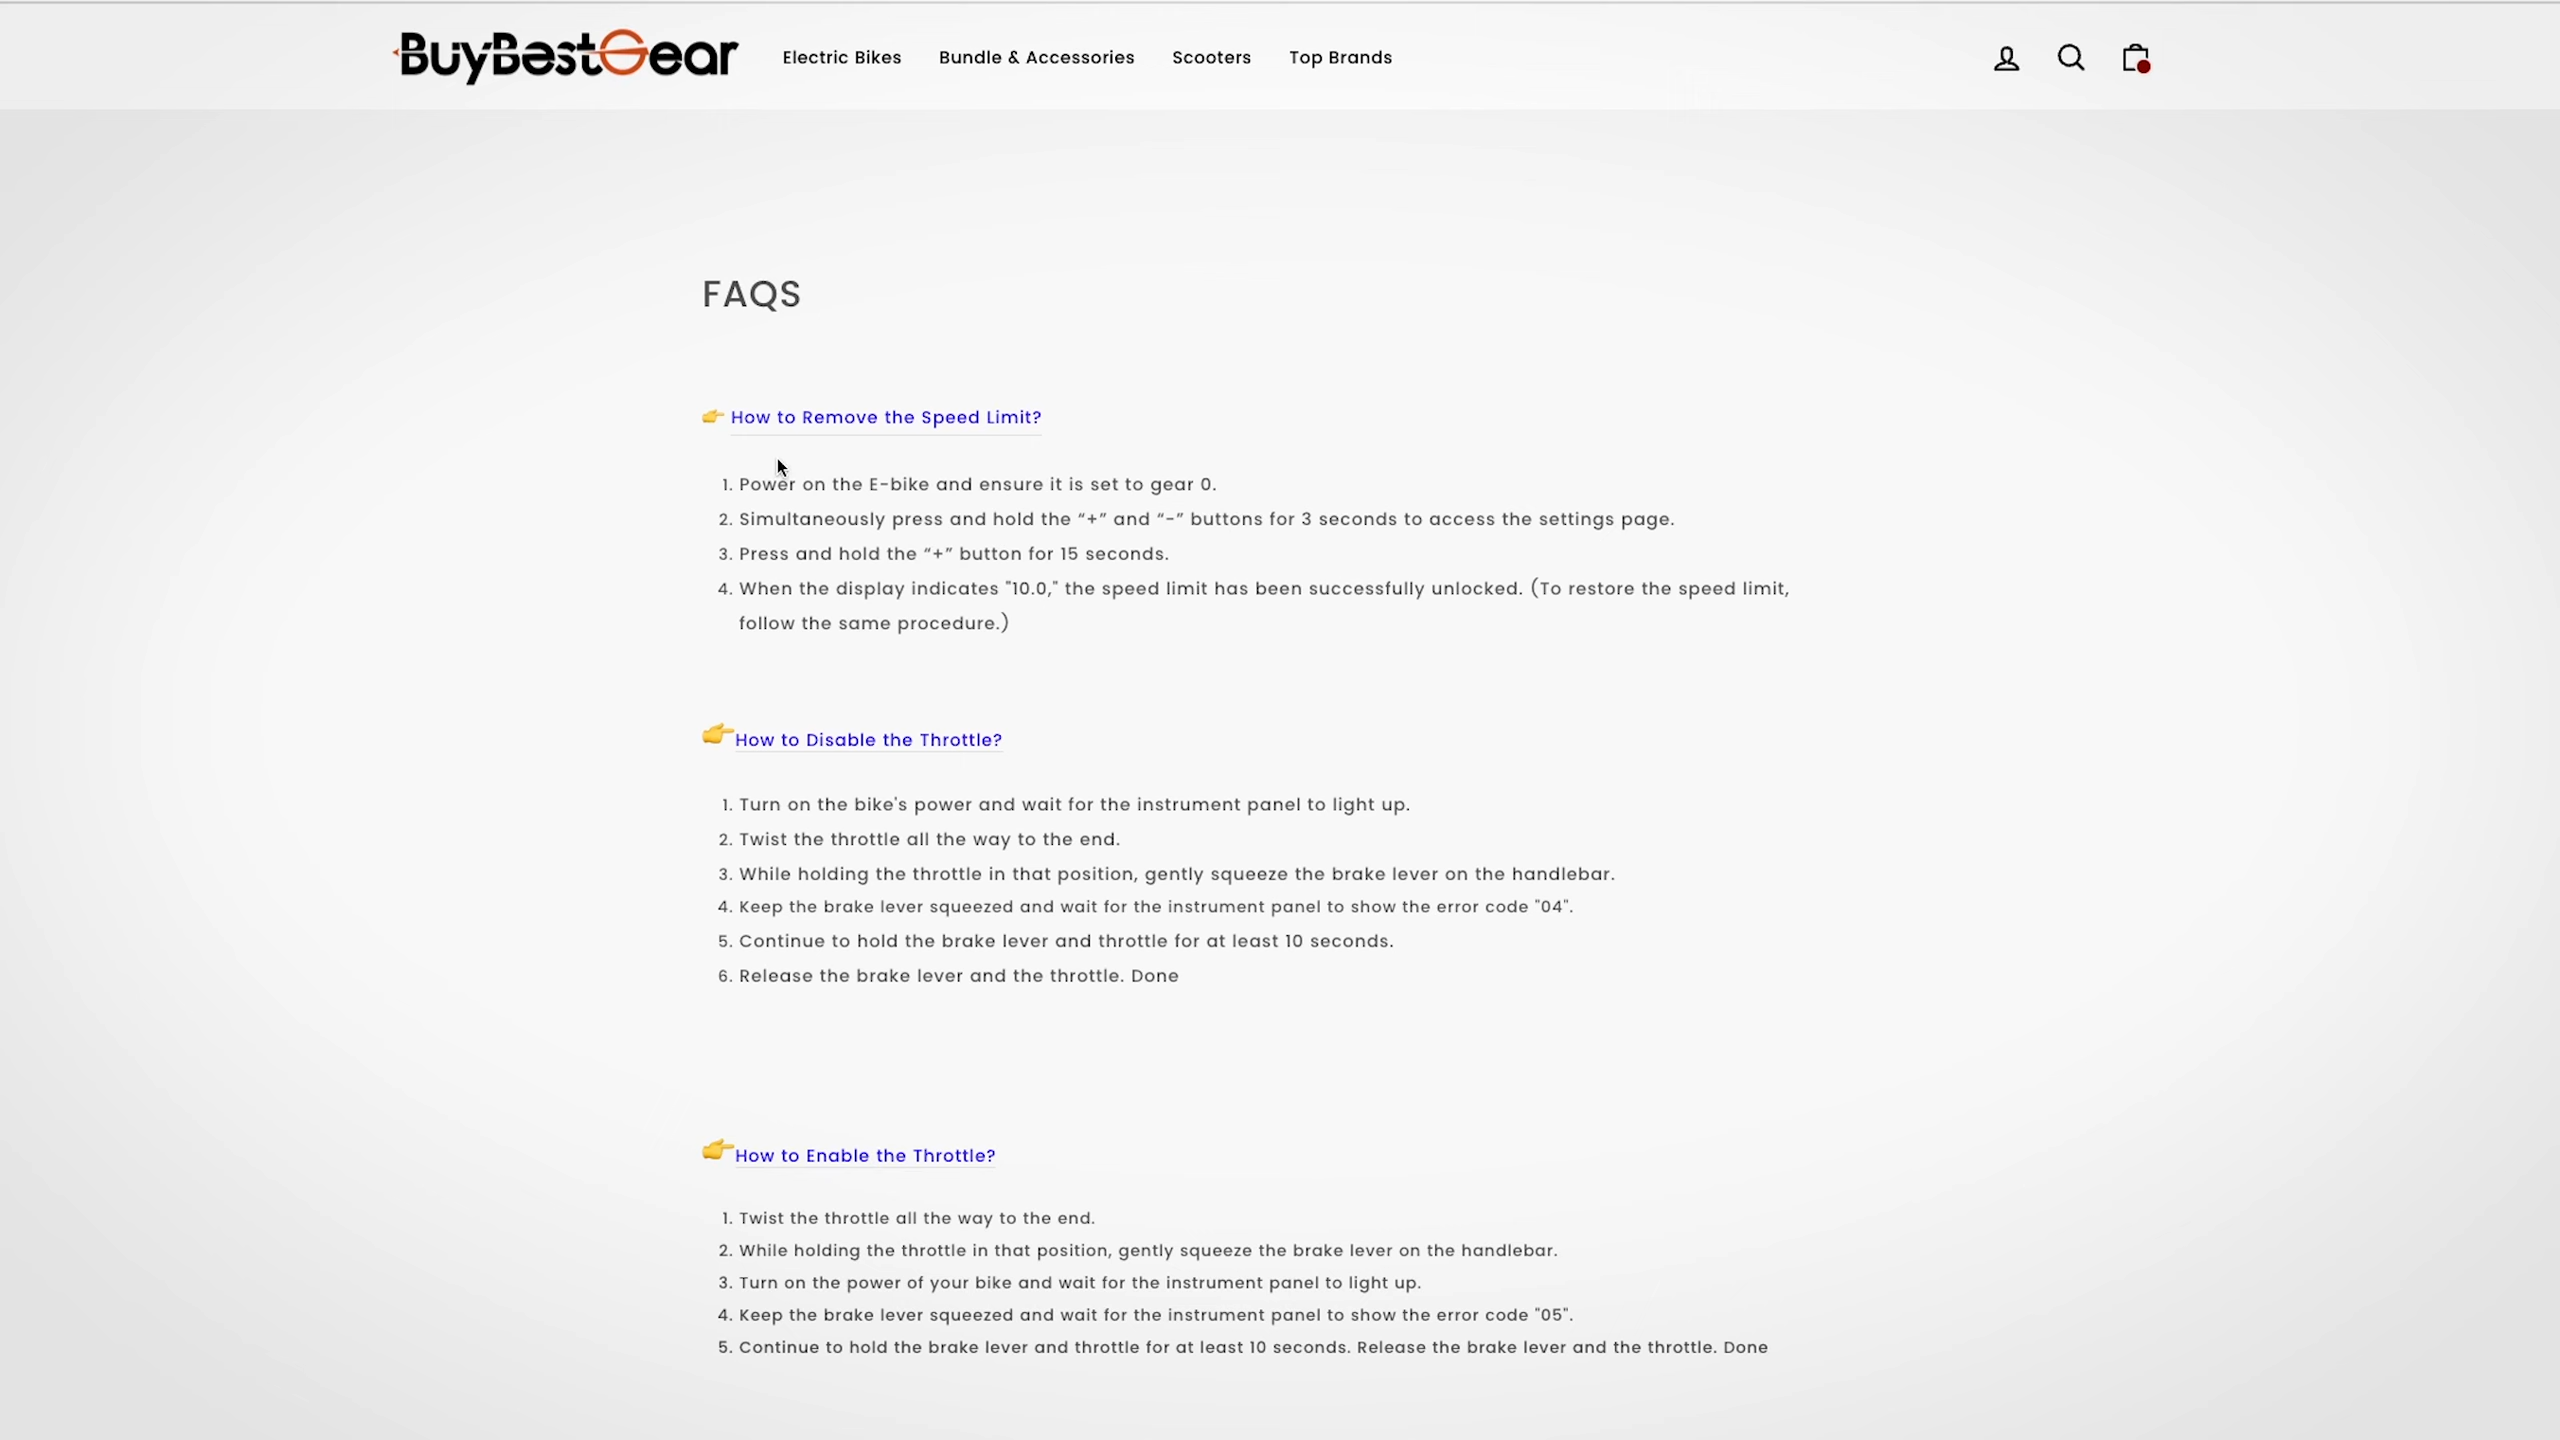 BuyBestGear
Electric Bikes
Bundle & Accessories
Scooters
Top Brands
FAQS
How to Remove the Speed Limit?
1. Power on the E-bike and ensure it is set to gear 0.
2. Simultaneously press and hold the “+” and “-” buttons for 3 seconds to access the settings page.
3. Press and hold the “+” button for 15 seconds.
4. When the display indicates "10.0," the speed limit has been successfully unlocked. (To restore the speed limit,
follow the same procedure.)
How to Disable the Throttle?
1. Turn on the bike's power and wait for the instrument panel to light up.
2. Twist the throttle all the way to the end.
3. While holding the throttle in that position, gently squeeze the brake lever on the handlebar.
4. Keep the brake lever squeezed and wait for the instrument panel to show the error code "04".
5. Continue to hold the brake lever and throttle for at least 10 seconds.
6. Release the brake lever and the throttle. Done
How to Enable the Throttle?
1. Twist the throttle all the way to the end.
2. While holding the throttle in that position, gently squeeze the brake lever on the handlebar.
3. Turn on the power of your bike and wait for the instrument panel to light up.
4. Keep the brake lever squeezed and wait for the instrument panel to show the error code "05".
5. Continue to hold the brake lever and throttle for at least 10 seconds. Release the brake lever and the throttle. Done